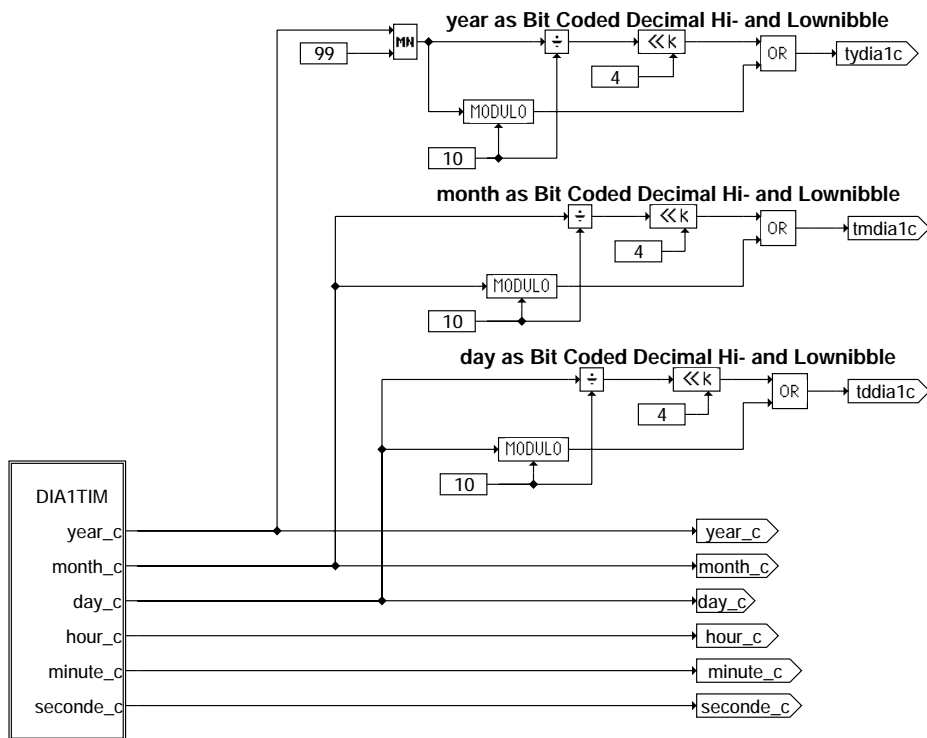 year as Bit Coded Decimal Hi- and Lownibble
MN
÷
≪K
OR
tydia1c
99
4
MODULO
10
month as Bit Coded Decimal Hi- and Lownibble
÷
≪K
OR
tmdia1c
4
MODULO
10
day as Bit Coded Decimal Hi- and Lownibble
÷
≪K
OR
tddia1c
4
MODULO
10
DIA1TIM
year_c
year_c
month_c
month_c
day_c
day_c
hour_c
hour_c
minute_c
minute_c
seconde_c
seconde_c